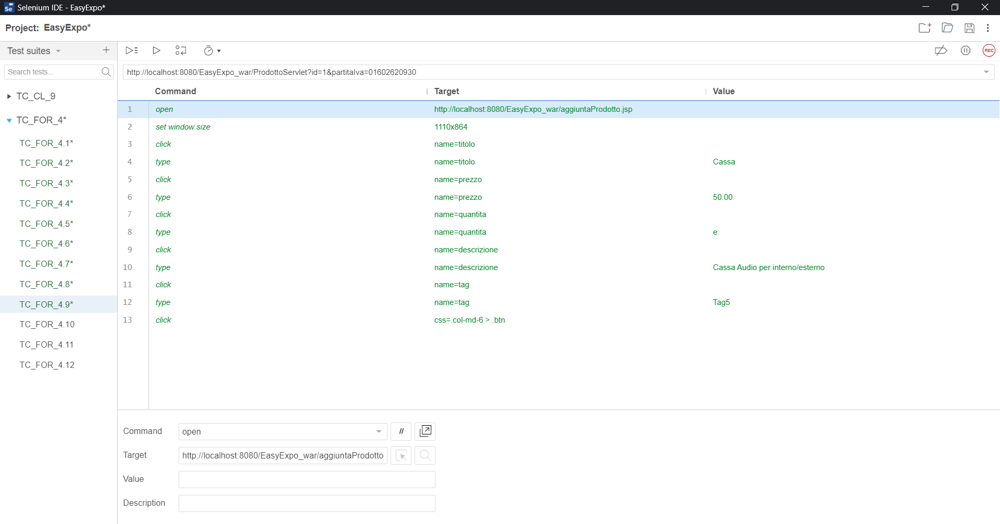 Selenium IDE - EasyExpo*
Project: EasyExpo*
Test suites
Search tests...
TC_CL_9
TC_FOR_4*
TC_FOR_4.1*
TC_FOR_4.2*
TC_FOR_4.3*
TC_FOR_4.4*
TC_FOR_4.5*
TC_FOR_4.6*
TC_FOR_4.7*
TC_FOR_4.8*
TC_FOR_4.9*
TC_FOR_4.10
TC_FOR_4.11
TC_FOR_4.12
REC
http://localhost:8080/EasyExpo_war/ProdottoServlet?id=1&partitaIva=01602620930
Command Target Value
1 open http://localhost:8080/EasyExpo_war/aggiuntaProdotto.jsp
2 set window size 1110x864
3 click name=titolo
4 type name=titolo Cassa
5 click name=prezzo
6 type name=prezzo 50.00
7 click name=quantita
8 type name=quantita e
9 click name=descrizione
10 type name=descrizione Cassa Audio per interno/esterno
11 click name=tag
12 type name=tag Tag5
13 click css=.col-md-6 > .btn
Command open //
Target http://localhost:8080/EasyExpo_war/aggiuntaProdotto
Value
Description